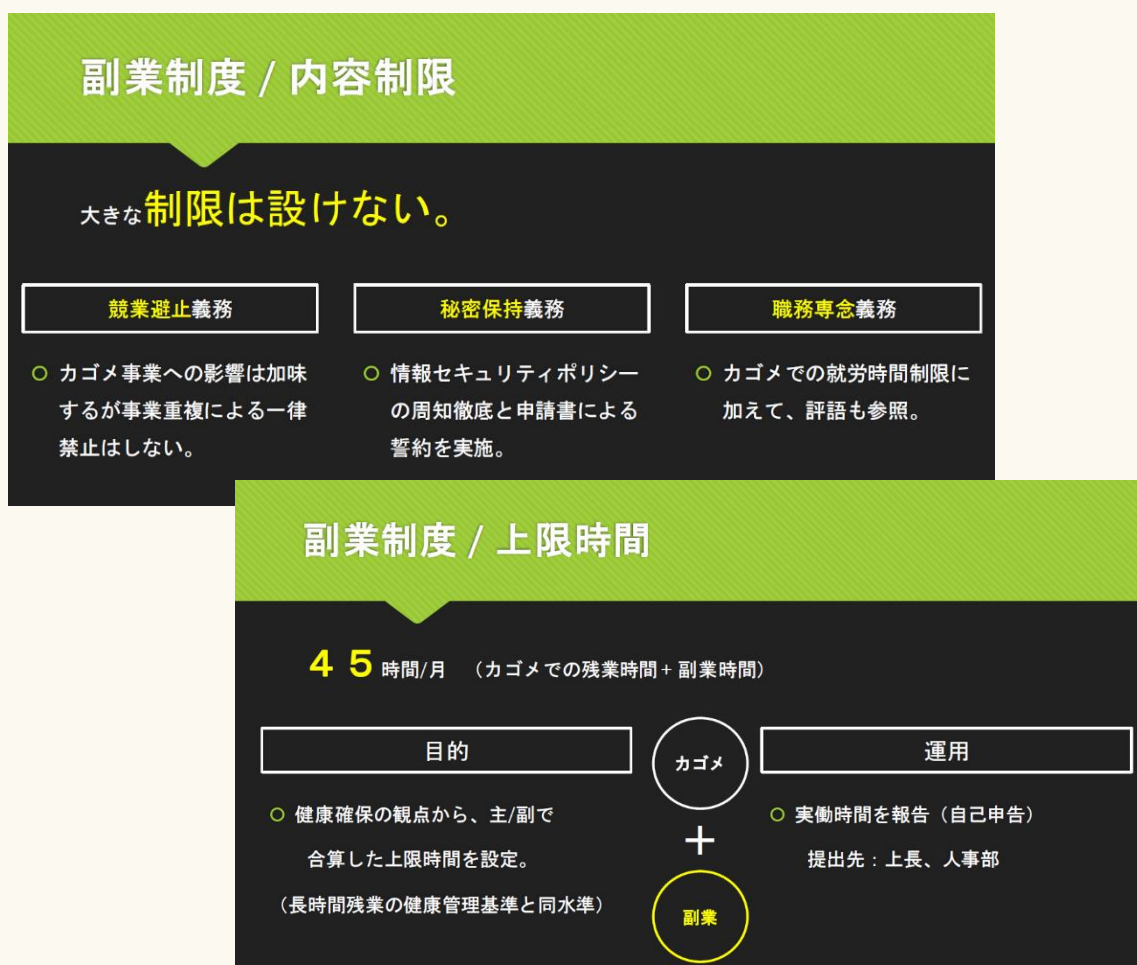 副業制度 / 内容制限
大きな制限は設けない。
競業避止義務
○ カゴメ事業への影響は加味
するが事業重複による一律
禁止はしない。
秘密保持義務
○ 情報セキュリティポリシー
の周知徹底と申請書による
誓約を実施。
職務専念義務
○ カゴメでの就労時間制限に
加えて、評語も参照。
副業制度 / 上限時間
４５時間/月 （カゴメでの残業時間+副業時間）
目的
○ 健康確保の観点から、主/副で
合算した上限時間を設定。
（長時間残業の健康管理基準と同水準）
カゴメ
＋
副業
運用
○ 実働時間を報告（自己申告）
提出先：上長、人事部